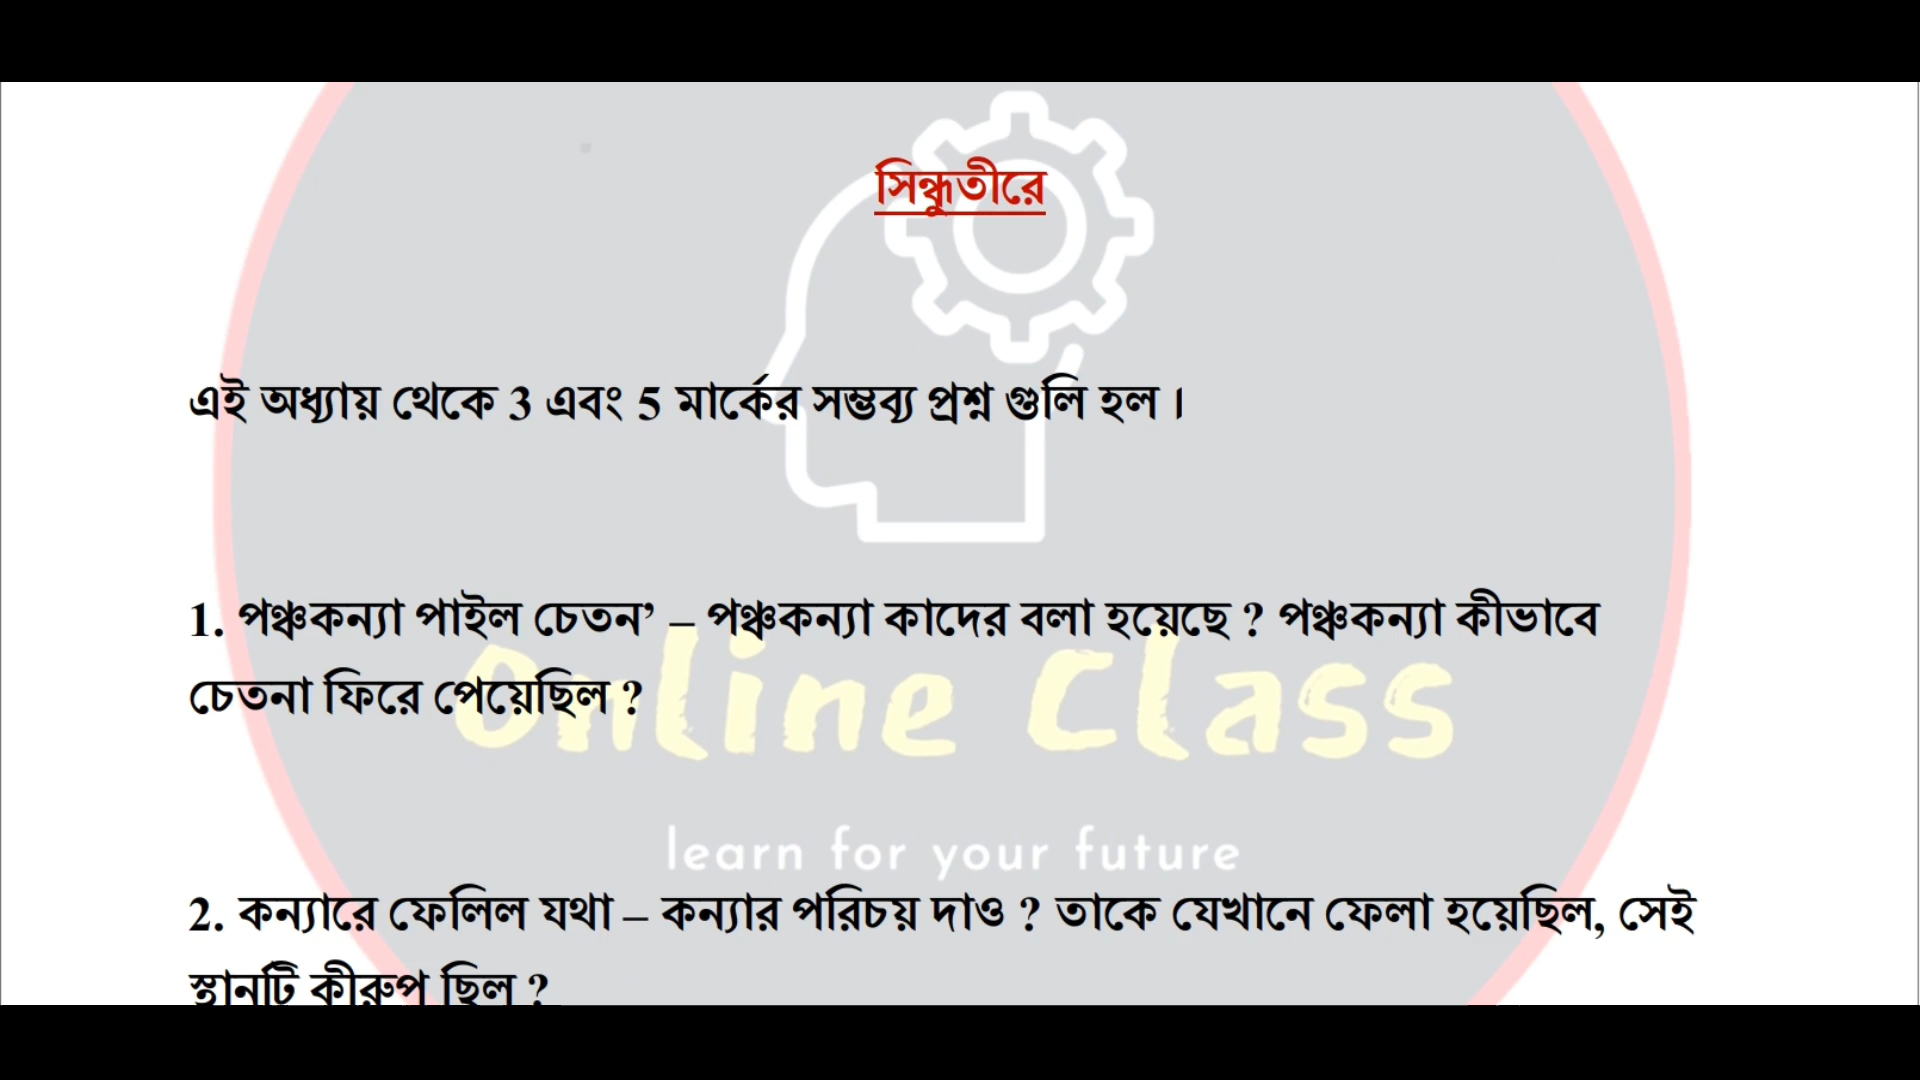 সিন্ধুতীরে
এই অধ্যায় থেকে 3 এবং 5 মার্কের সম্ভব্য প্রশ্ন গুলি হল ।
1. পঞ্চকন্যা পাইল চেতন’ – পঞ্চকন্যা কাদের বলা হয়েছে ? পঞ্চকন্যা কীভাবে
চেতনা ফিরে পেয়েছিল ?
Online Class
learn for your future
2. কন্যারে ফেলিল যথা – কন্যার পরিচয় দাও ? তাকে যেখানে ফেলা হয়েছিল, সেই
স্থানটি কীরুপ ছিল ?